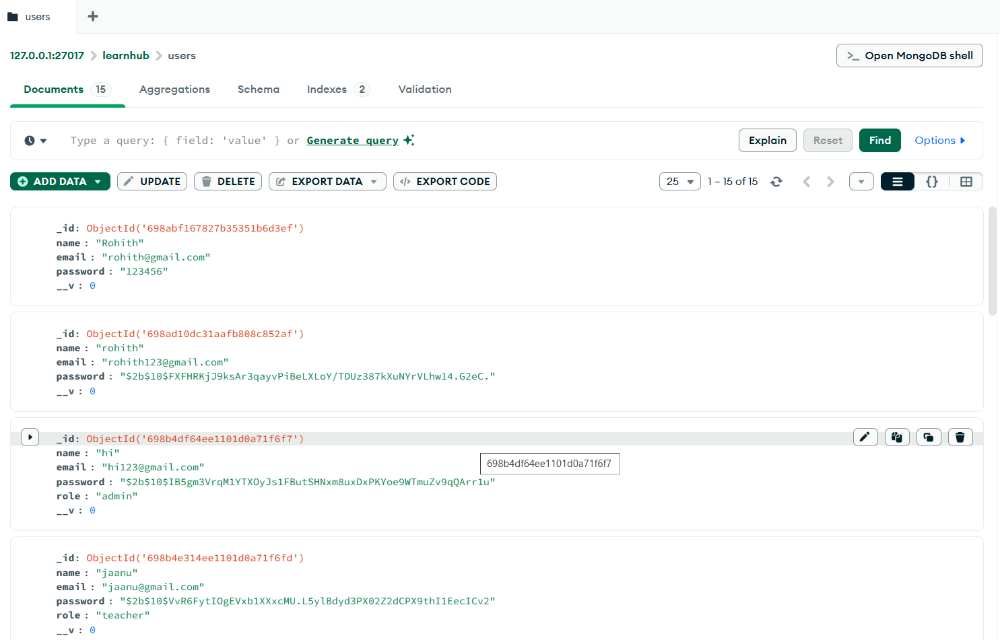 users
127.0.0.1:27017 > learnhub > users
>_ Open MongoDB shell
Documents 15 Aggregations Schema Indexes 2 Validation
Type a query: { field: 'value' } or Generate query
Explain Reset Find Options
ADD DATA UPDATE DELETE EXPORT DATA </> EXPORT CODE 25 1 – 15 of 15 {}
_id: ObjectId('698abf167827b35351b6d3ef')
name : "Rohith"
email : "rohith@gmail.com"
password : "123456"
__v : 0
_id: ObjectId('698ad10dc31aafb808c852af')
name : "rohith"
email : "rohith123@gmail.com"
password : "$2b$10$FXFHRKjJ9ksAr3qayvPiBeLXLoY/TDUz387kXuNYrVLhw14.G2eC."
__v : 0
_id: ObjectId('698b4df64ee1101d0a71f6f7')
name : "hi"
698b4df64ee1101d0a71f6f7
email : "hi123@gmail.com"
password : "$2b$10$IB5gm3VrqM1YTXOyJs1FButSHNxm8uxDxPKYoe9WTmuZv9qQArr1u"
role : "admin"
__v : 0
_id: ObjectId('698b4e314ee1101d0a71f6fd')
name : "jaanu"
email : "jaanu@gmail.com"
password : "$2b$10$VvR6FytIOgEVxb1XXxcMU.L5ylBdyd3PX02Z2dCPX9thI1EecICv2"
role : "teacher"
__v : 0